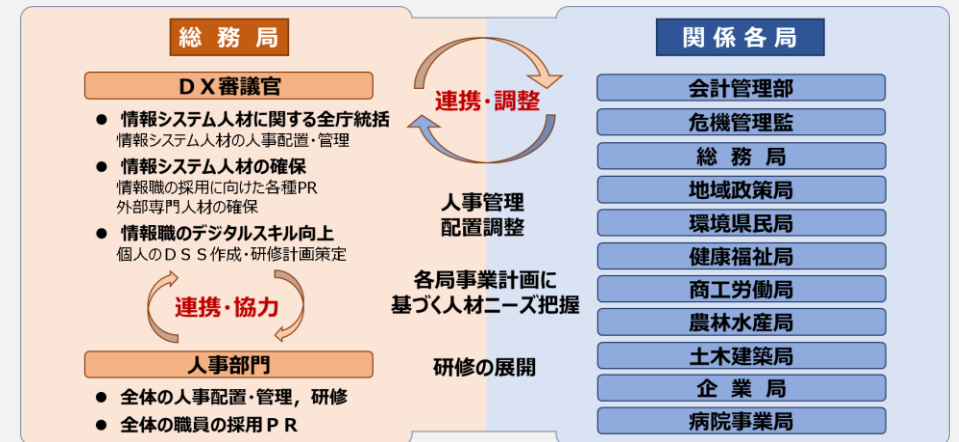 総務局
DX審議官
● 情報システム人材に関する全庁統括
情報システム人材の人事配置・管理
● 情報システム人材の確保
情報職の採用に向けた各種PR
外部専門人材の確保
● 情報職のデジタルスキル向上
個人のDSS作成・研修計画策定
連携・協力
人事部門
● 全体の人事配置・管理，研修
● 全体の職員の採用PR
連携・調整
人事管理
配置調整
各局事業計画に
基づく人材ニーズ把握
研修の展開
関係各局
会計管理部
危機管理監
総務局
地域政策局
環境県民局
健康福祉局
商工労働局
農林水産局
土木建築局
企業局
病院事業局